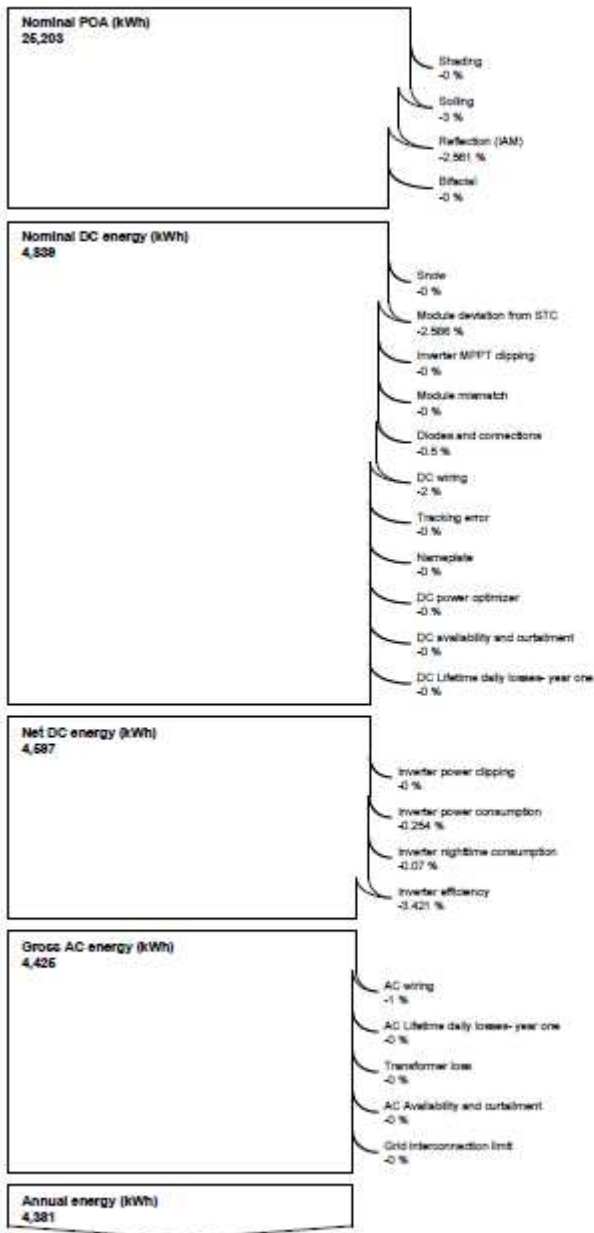 Nominal POA (kWh)
25,203
Shading
-0 %
Soiling
-3 %
Reflection (IAM)
-2.561 %
Bifacial
-0 %
Nominal DC energy (kWh)
4,839
Snow
-0 %
Module deviation from STC
-2.586 %
Inverter MPPT clipping
-0 %
Module mismatch
-0 %
Diodes and connections
-0.5 %
DC wiring
-2 %
Tracking error
-0 %
Nameplate
-0 %
DC power optimizer
-0 %
DC availability and curtailment
-0 %
DC Lifetime daily losses- year one
-0 %
Net DC energy (kWh)
4,597
Inverter power clipping
-0 %
Inverter power consumption
-0.254 %
Inverter nighttime consumption
-0.07 %
Inverter efficiency
-3.421 %
Gross AC energy (kWh)
4,425
AC wiring
-1 %
AC Lifetime daily losses- year one
-0 %
Transformer loss
-0 %
AC Availability and curtailment
-0 %
Grid interconnection limit
-0 %
Annual energy (kWh)
4,381